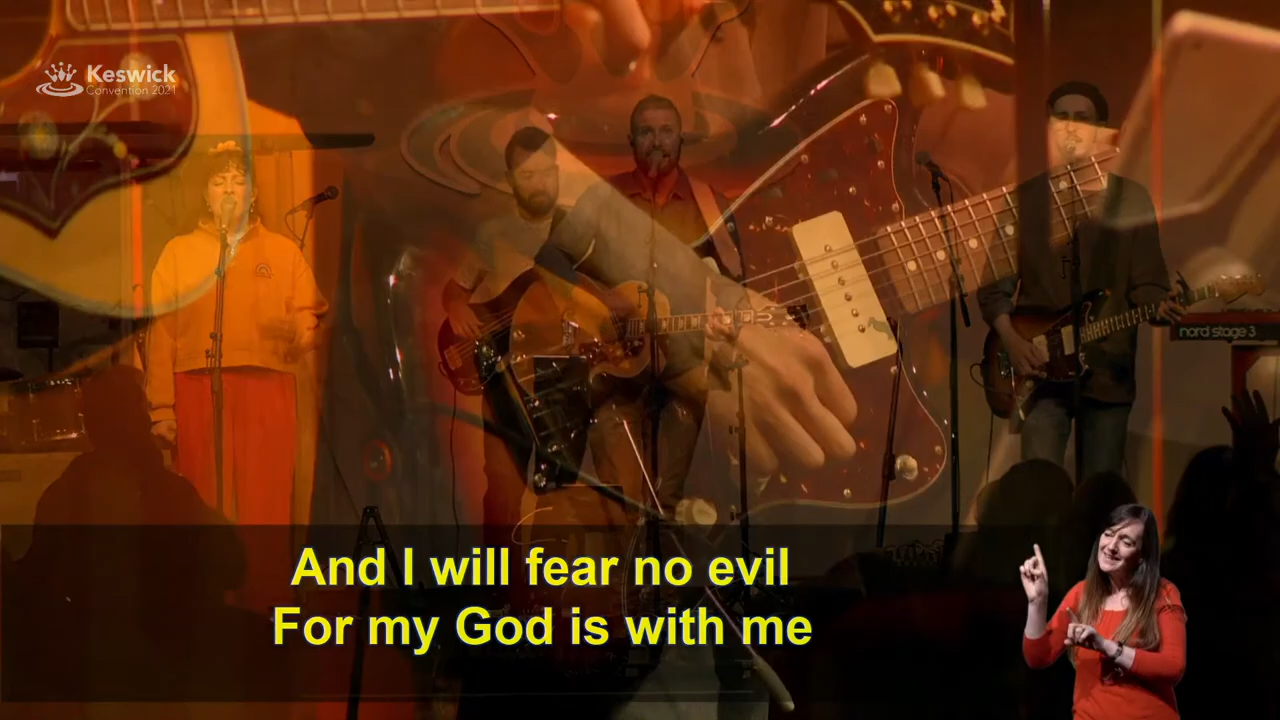 Keswick
Convention 2021
nord stage 3
And I will fear no evil
For my God is with me